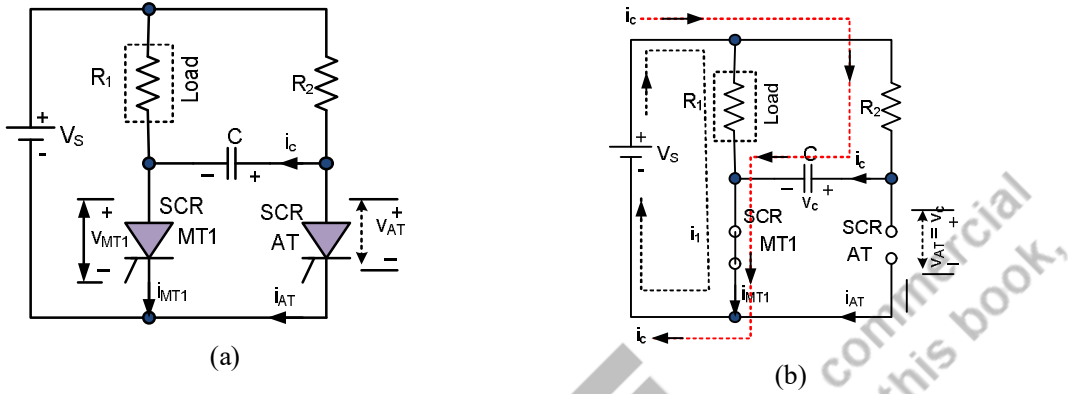 R1
Load
R2
+
VS
-
C
ic
- +
SCR
MT1
+
VMT1
-
SCR
AT
+
VAT
-
iMT1
iAT
(a)
ic
R1
Load
R2
+
VS
-
C
ic
- +
vc
i1
SCR
MT1
SCR
AT
+
VAT = vc
-
iMT1
iAT
ic
(b)
commercial
this book,